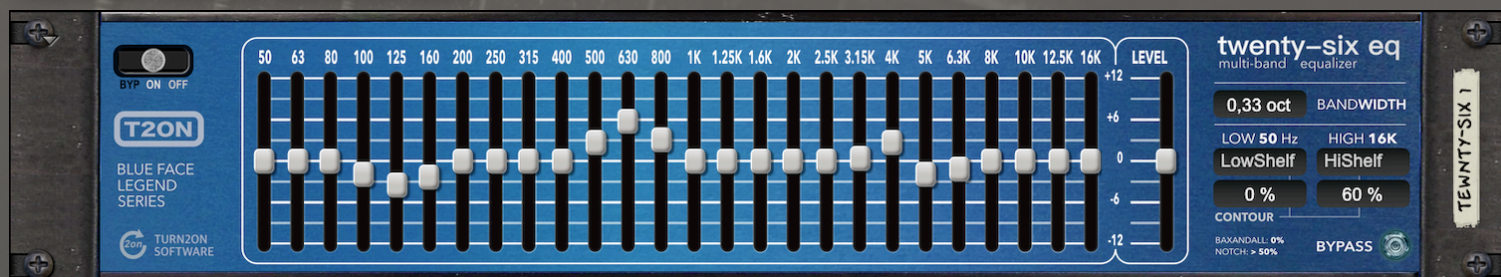 50 63 80 100 125 160 200 250 315 400 500 630 800 1K 1.25K 1.6K 2K 2.5K 3.15K 4K 5K 6.3K 8K 10K 12.5K 16K LEVEL
+12
+6
0
-6
-12
BYP ON OFF
T2ON
BLUE FACE
LEGEND
SERIES
2on TURN2ON
SOFTWARE
twenty-six eq
multi-band equalizer
0,33 oct BANDWIDTH
LOW 50 Hz HIGH 16K
LowShelf HiShelf
0 % 60 %
CONTOUR
BAXANDALL: 0%
NOTCH: > 50%
BYPASS
TEWNTY-SIX 1